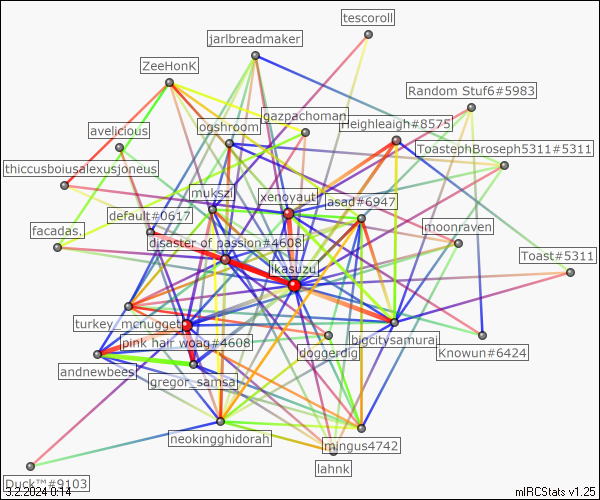 tescoroll
jarlbreadmaker
ZeeHonK
Random Stuf6#5983
gazpachoman
Heighleaigh#8575
ogshroom
avelicious
ToastephBroseph5311#5311
thiccusboiusalexusjoneus
mukszi
xenoyaut
asad#6947
default#0617
moonraven
facadas.
disaster of passion#4608
Toast#5311
Ikasuzu
turkey_mcnugget
pink hair woag#4608
bigcitysamurai
doggerdig
Knowun#6424
andnewbees
gregor_samsa
neokingghidorah
mingus4742
lahnk
Duck™#9103
3.2.2024 0:14
mIRCStats v1.25